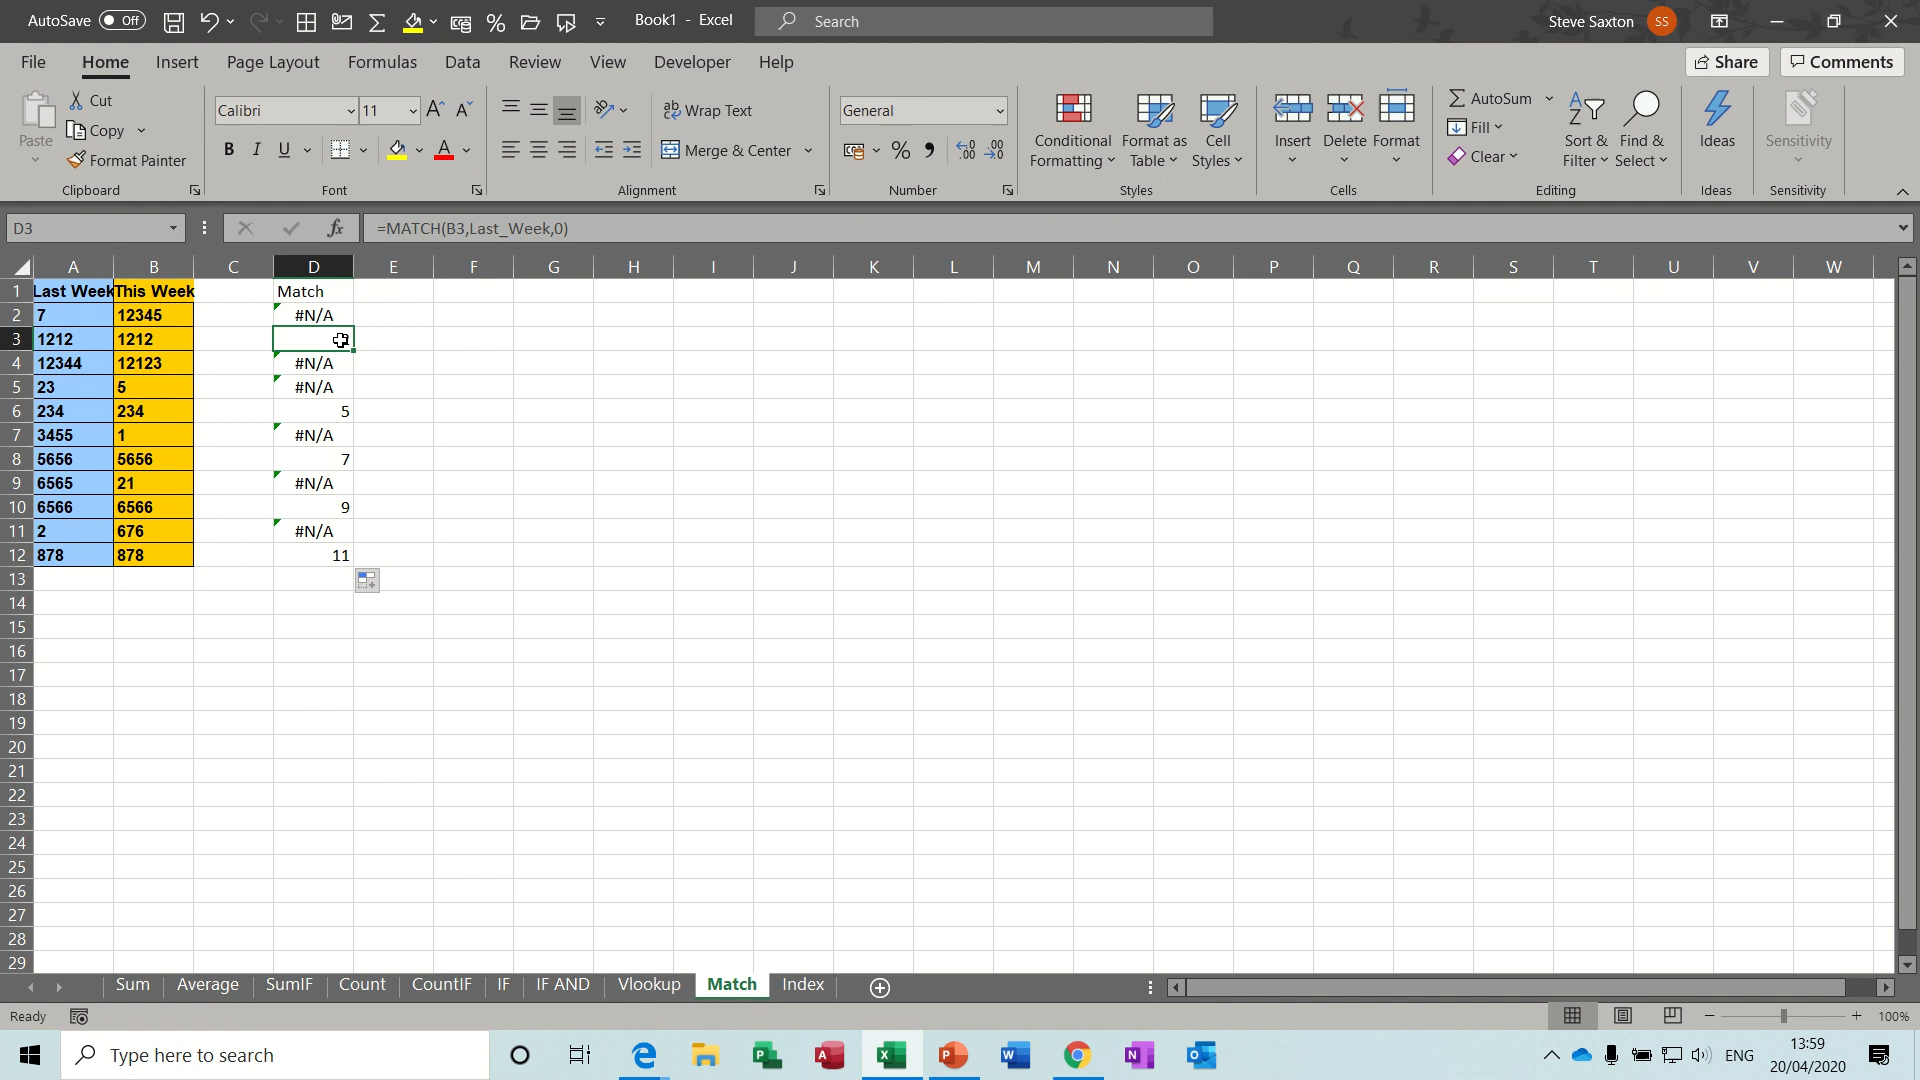 AutoSave Off Book1 - Excel Search Steve Saxton SS
File Home Insert Page Layout Formulas Data Review View Developer Help Share Comments
Paste Cut Copy Format Painter Clipboard
Calibri 11 B I U A Font
Wrap Text Merge & Center Alignment
General % Number
Conditional Formatting Format as Table Cell Styles Styles
Insert Delete Format Cells
AutoSum Fill Clear Sort & Filter Find & Select Editing
Ideas Ideas
Sensitivity Sensitivity
D3 fx =MATCH(B3,Last_Week,0)
A B C D E F G H I J K L M N O P Q R S T U V W
1 Last Week This Week Match
2 7 12345 #N/A
3 1212 1212
4 12344 12123 #N/A
5 23 5 #N/A
6 234 234 5
7 3455 1 #N/A
8 5656 5656 7
9 6565 21 #N/A
10 6566 6566 9
11 2 676 #N/A
12 878 878 11
13
14
15
16
17
18
19
20
21
22
23
24
25
26
27
28
29
Sum Average SumIF Count CountIF IF IF AND Vlookup Match Index
Ready 100%
Type here to search ENG 13:59
20/04/2020